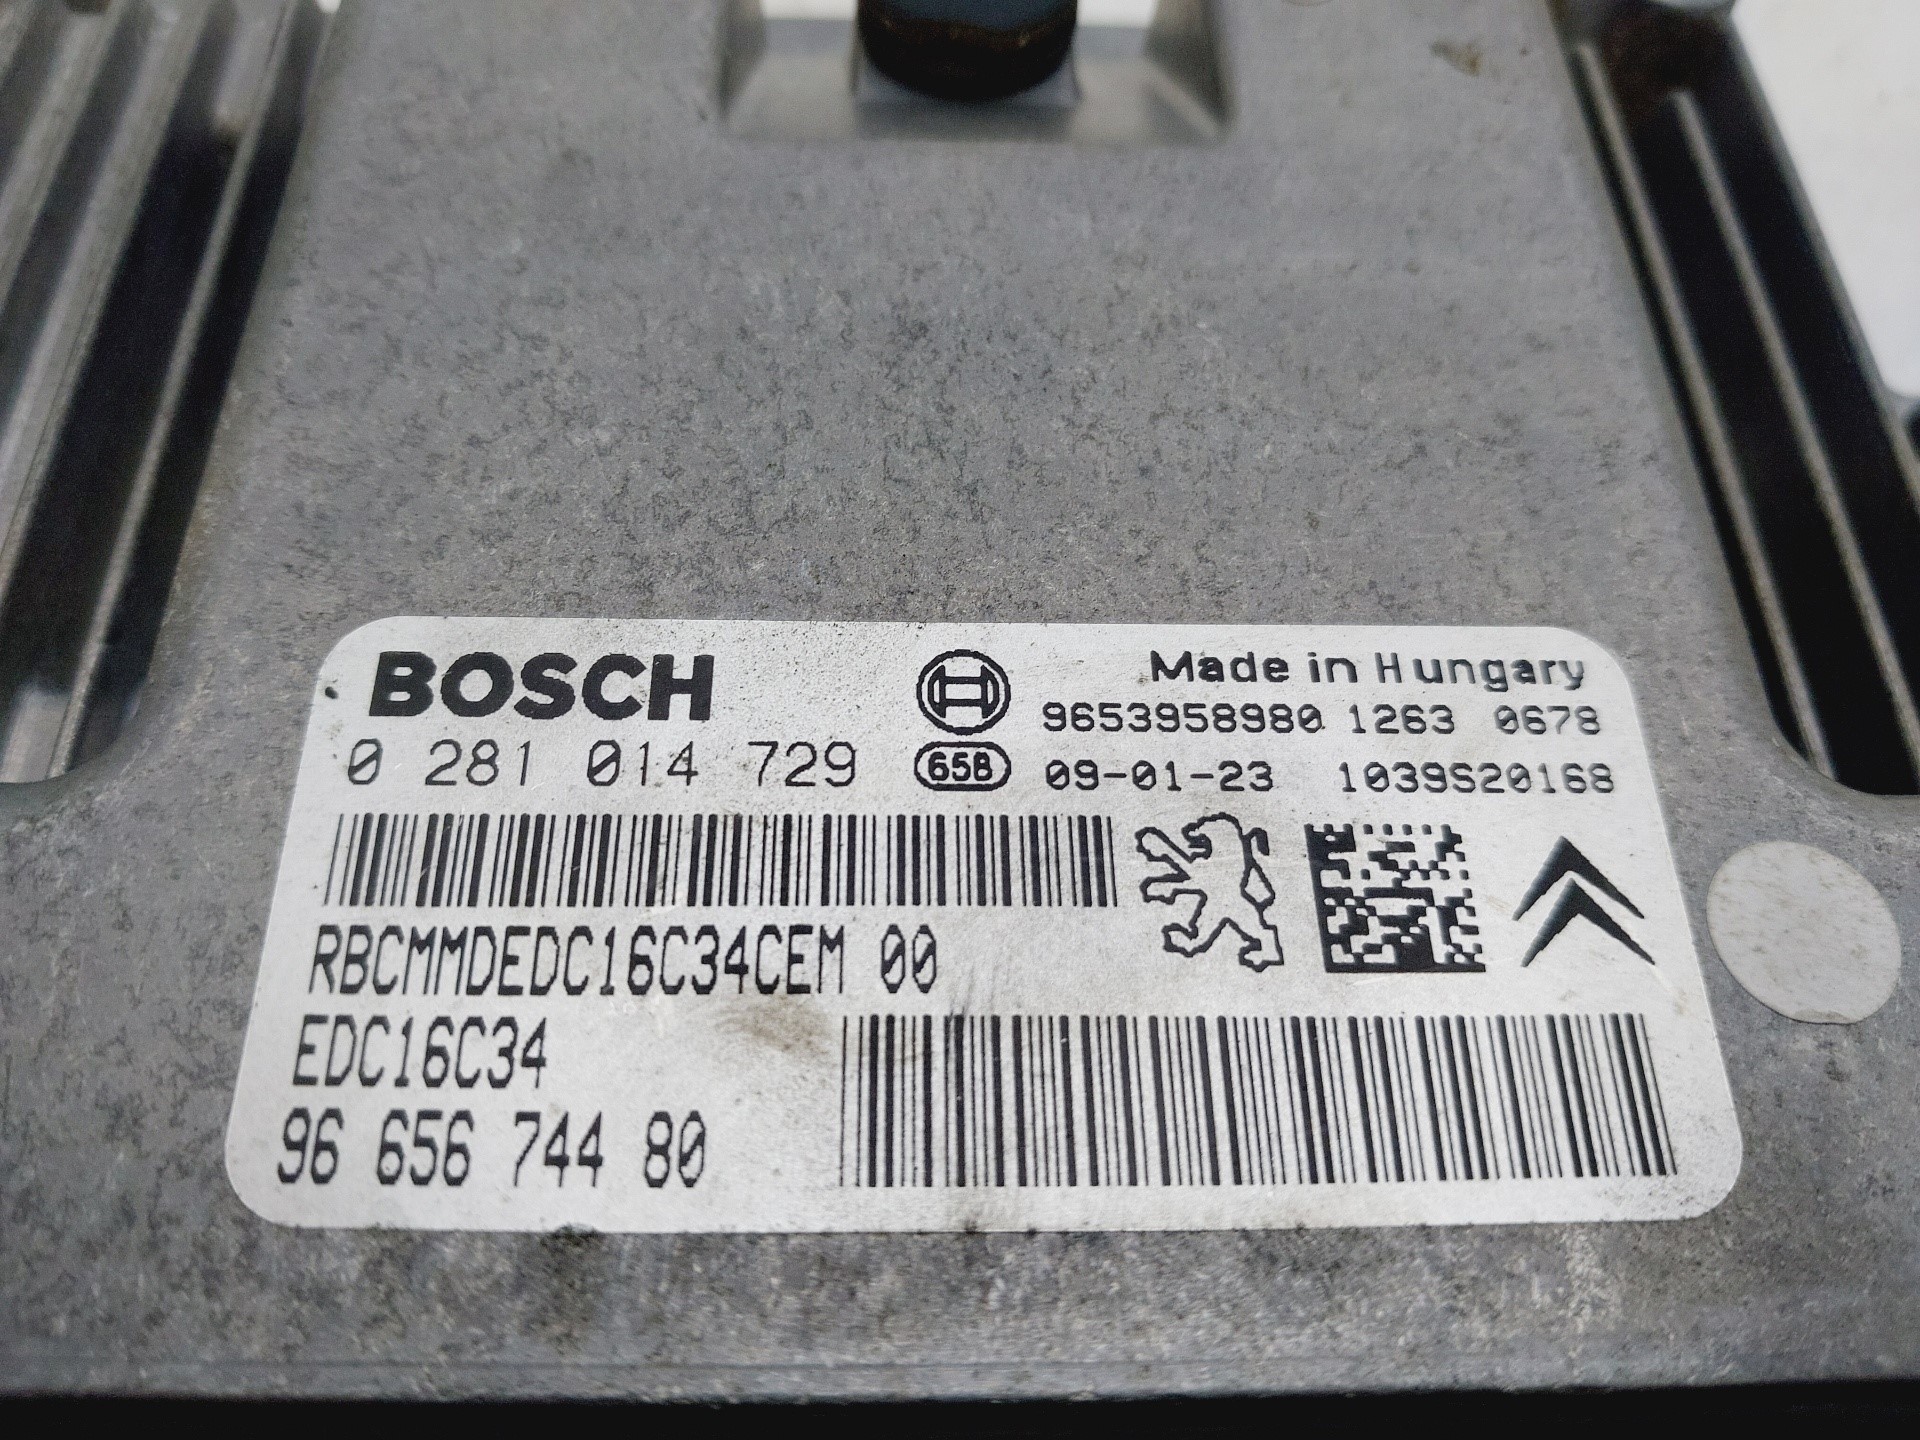 BOSCH
Made in Hungary
9653958980 1263 0678
0 281 014 729
658
09-01-23 1039S20168
RBCMMDEDC16C34CEM 00
EDC16C34
96 656 744 80